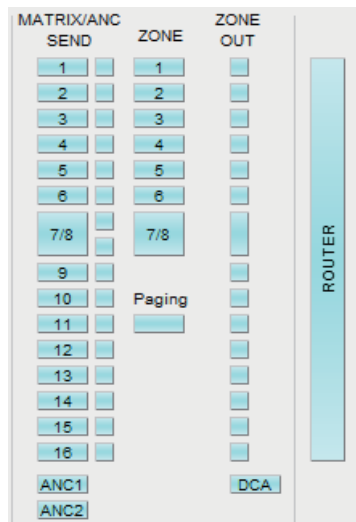 MATRIX/ANC
SEND
ZONE
ZONE
OUT
1 1
2 2
3 3
4 4
5 5
6 6
7/8 7/8
9
10 Paging
11
12
13
14
15
16
ANC1 DCA
ANC2
ROUTER